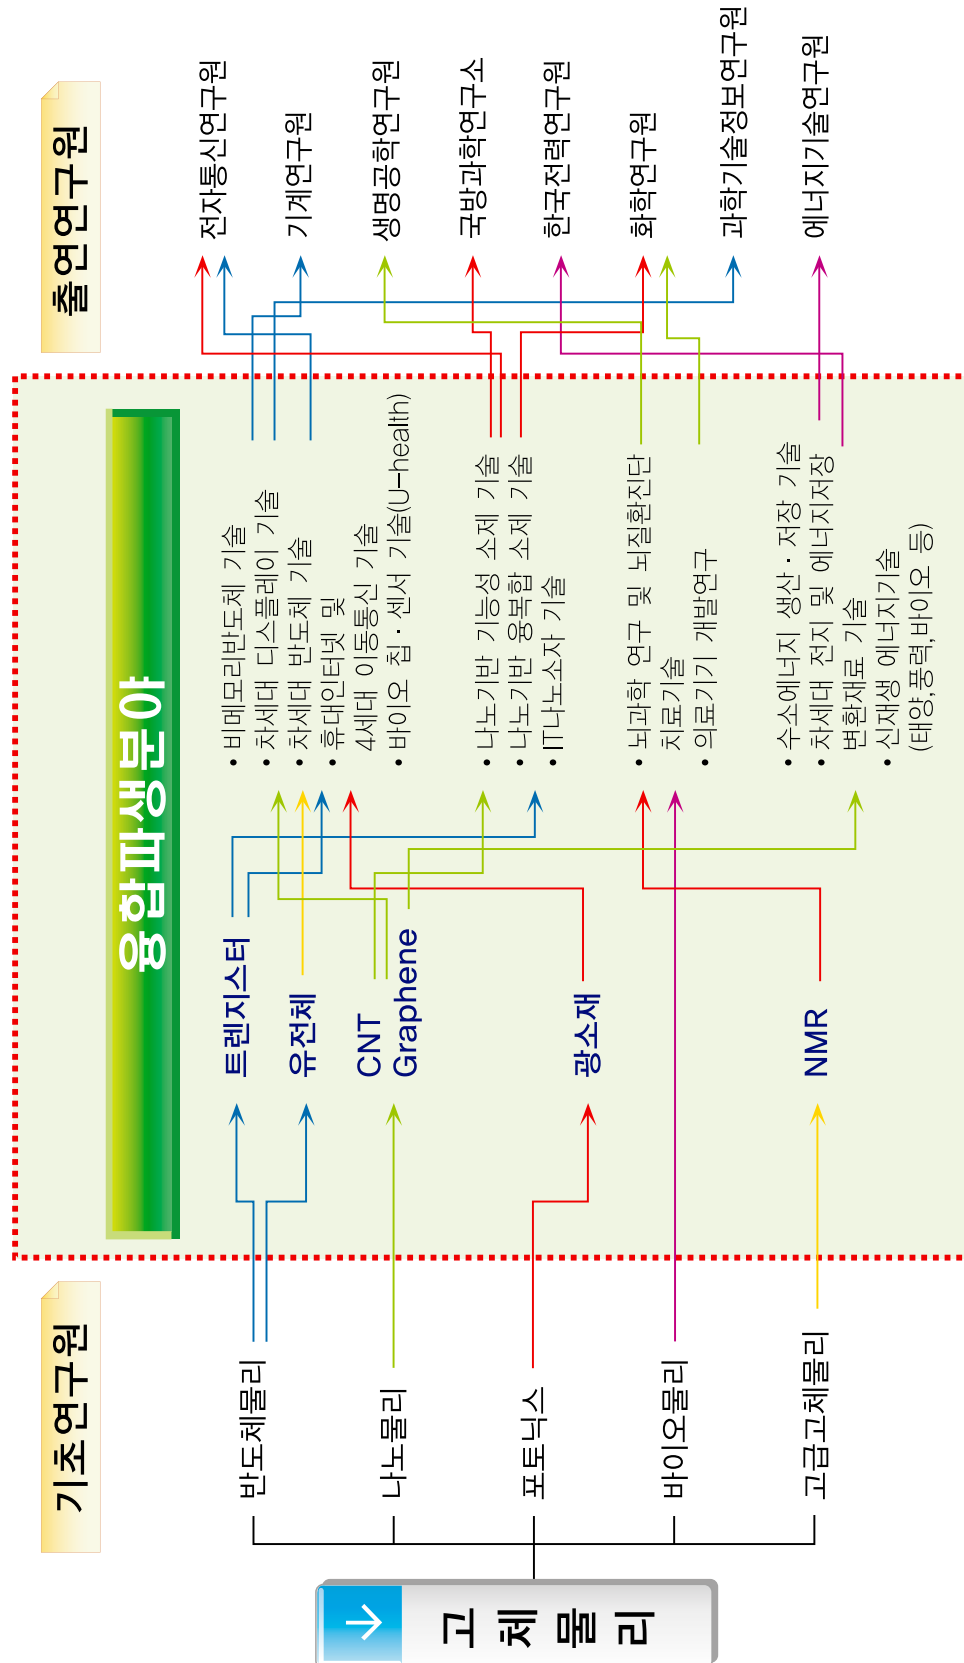 고체물리
기초연구원
반도체물리
나노물리
포토닉스
바이오물리
고급고체물리
융합파생분야
트렌지스터
유전체
CNT
Graphene
광소재
NMR
• 비메모리반도체 기술
• 차세대 디스플레이 기술
• 차세대 반도체 기술
• 휴대인터넷 및
4세대 이동통신 기술
• 바이오 칩 · 센서 기술(U-health)
• 나노기반 기능성 소재 기술
• 나노기반 융복합 소재 기술
• IT나노소자 기술
• 뇌과학 연구 및 뇌질환진단
치료기술
• 의료기기 개발연구
• 수소에너지 생산 · 저장 기술
• 차세대 전지 및 에너지저장
변환재료 기술
• 신재생 에너지기술
(태양,풍력,바이오 등)
출연연구원
전자통신연구원
기계연구원
생명공학연구원
국방과학연구소
한국전력연구원
화학연구원
과학기술정보연구원
에너지기술연구원